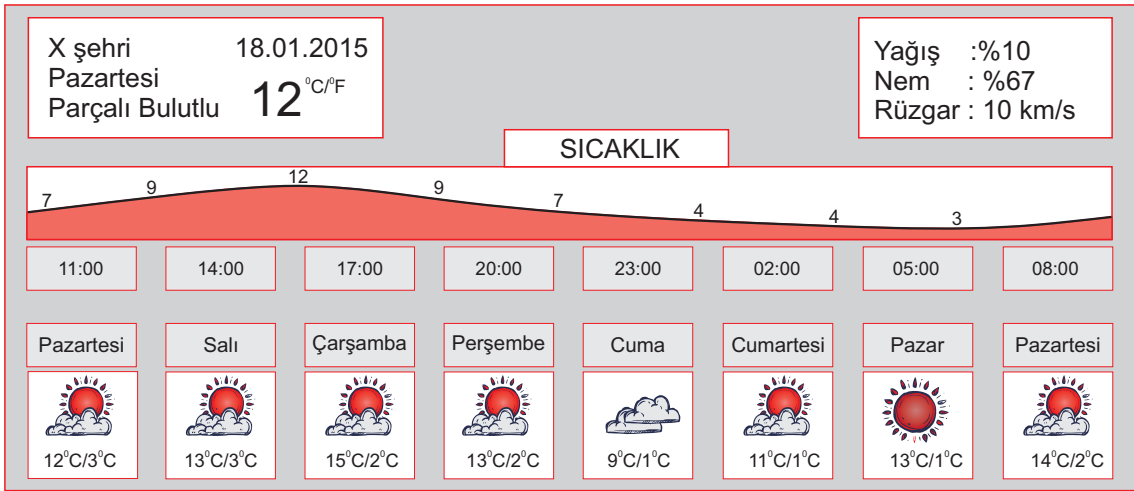 X şehri 18.01.2015
Pazartesi
Parçalı Bulutlu 12 °C/°F
Yağış :%10
Nem : %67
Rüzgar : 10 km/s
SICAKLIK
7 9 12 9 7 4 4 3
11:00 14:00 17:00 20:00 23:00 02:00 05:00 08:00
Pazartesi Salı Çarşamba Perşembe Cuma Cumartesi Pazar Pazartesi
12°C/3°C 13°C/3°C 15°C/2°C 13°C/2°C 9°C/1°C 11°C/1°C 13°C/1°C 14°C/2°C